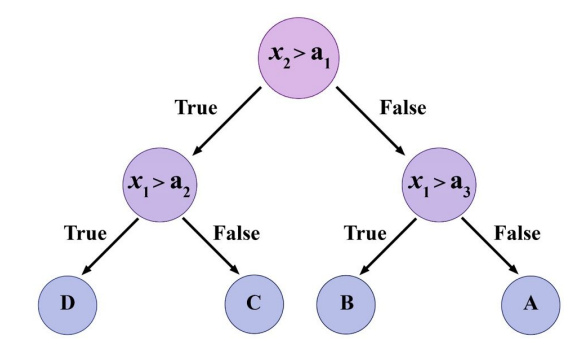 x₂ > a₁
True False
x₁ > a₂ x₁ > a₃
True False True False
D C B A